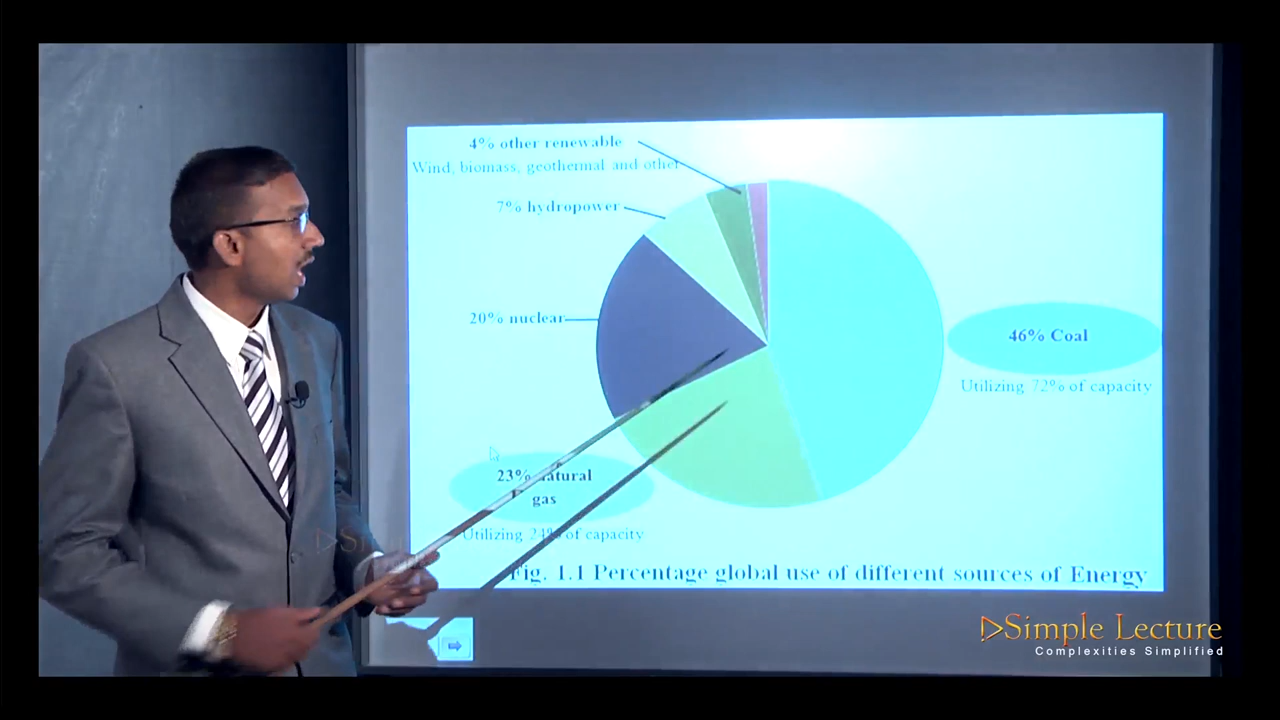 4% other renewable
Wind, biomass, geothermal and other
7% hydropower
20% nuclear
46% Coal
Utilizing 72% of capacity
23% natural
gas
Utilizing 24% of capacity
Fig. 1.1 Percentage global use of different sources of Energy
Simple Lecture
Complexities Simplified